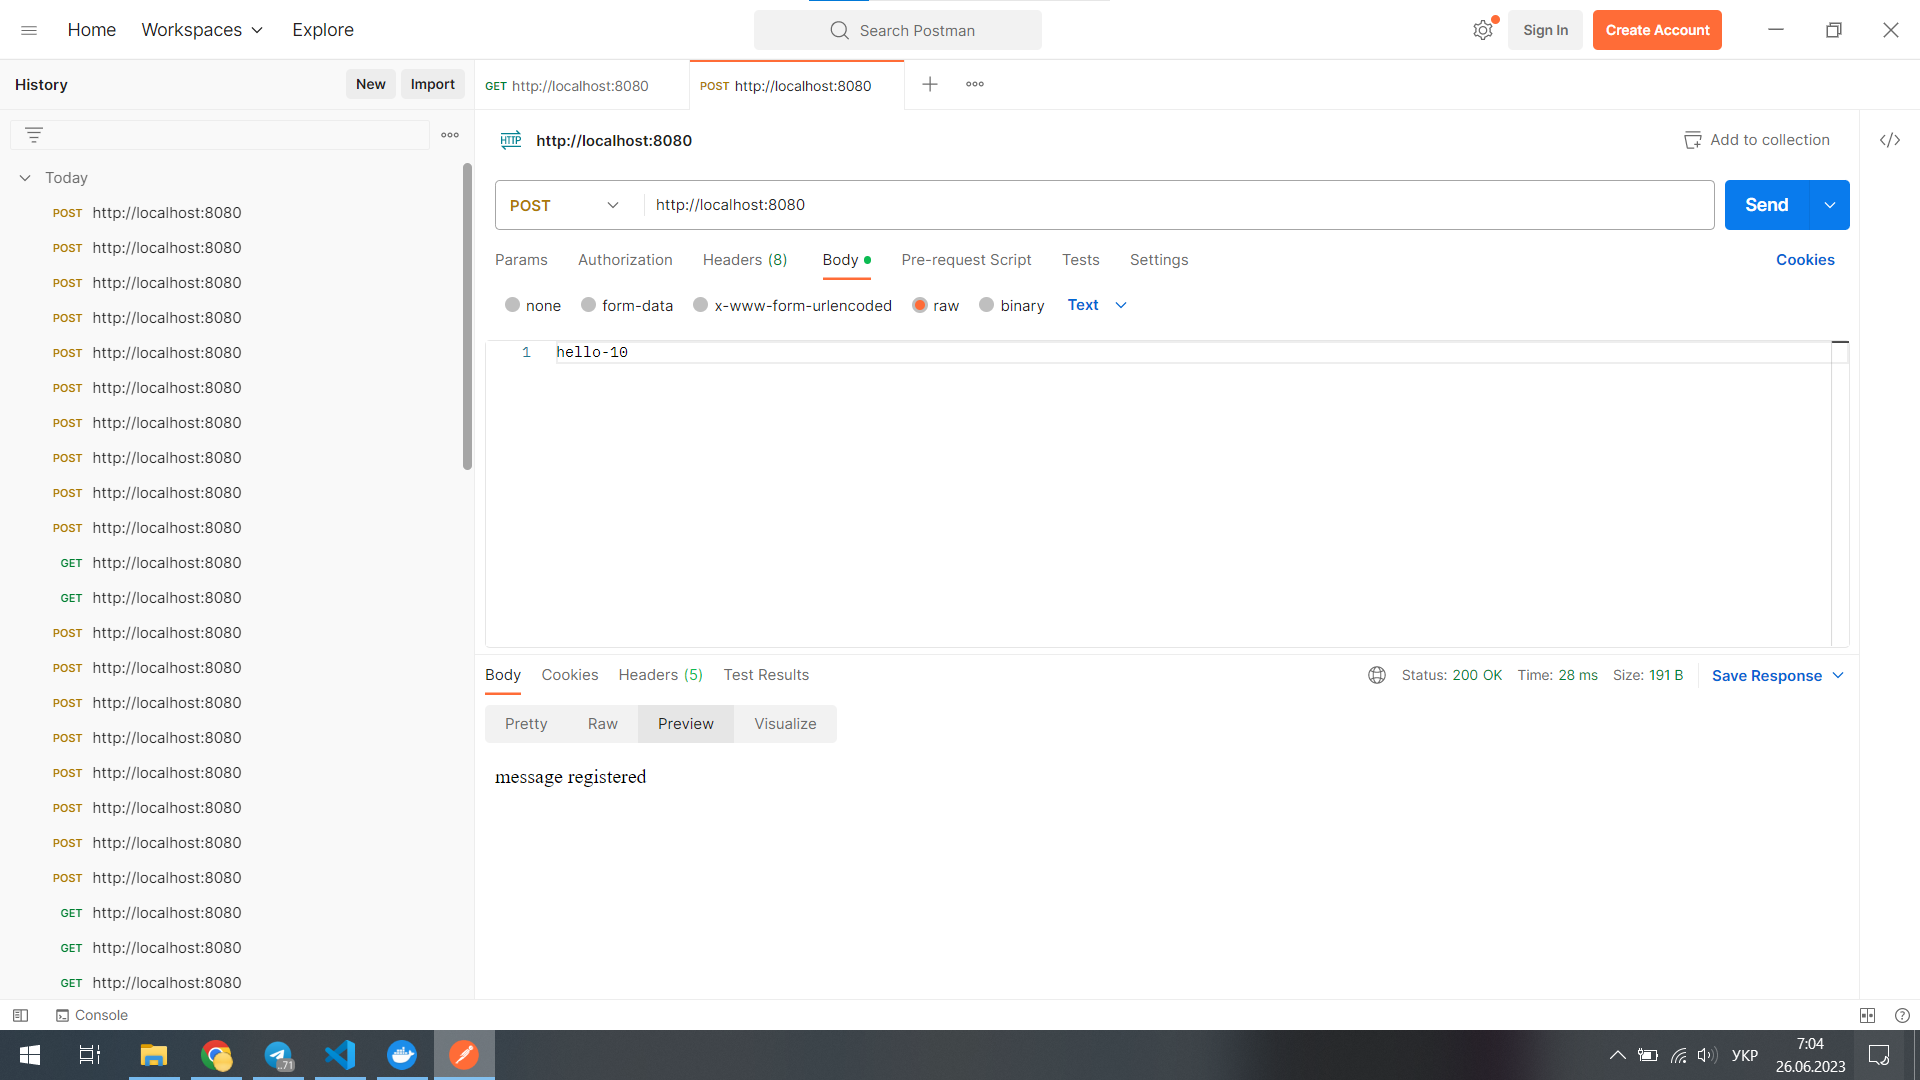 Home Workspaces Explore Search Postman Sign In Create Account
History New Import GET http://localhost:8080 POST http://localhost:8080
HTTP http://localhost:8080 Add to collection
Today
POST http://localhost:8080
POST http://localhost:8080
POST http://localhost:8080
POST http://localhost:8080
POST http://localhost:8080
POST http://localhost:8080
POST http://localhost:8080
POST http://localhost:8080
POST http://localhost:8080
POST http://localhost:8080
GET http://localhost:8080
GET http://localhost:8080
POST http://localhost:8080
POST http://localhost:8080
POST http://localhost:8080
POST http://localhost:8080
POST http://localhost:8080
POST http://localhost:8080
POST http://localhost:8080
POST http://localhost:8080
GET http://localhost:8080
GET http://localhost:8080
GET http://localhost:8080
POST http://localhost:8080 Send
Params Authorization Headers (8) Body Pre-request Script Tests Settings Cookies
none form-data x-www-form-urlencoded raw binary Text
1 hello-10
Body Cookies Headers (5) Test Results Status: 200 OK Time: 28 ms Size: 191 B Save Response
Pretty Raw Preview Visualize
message registered
Console
71 УКР 7:04
26.06.2023